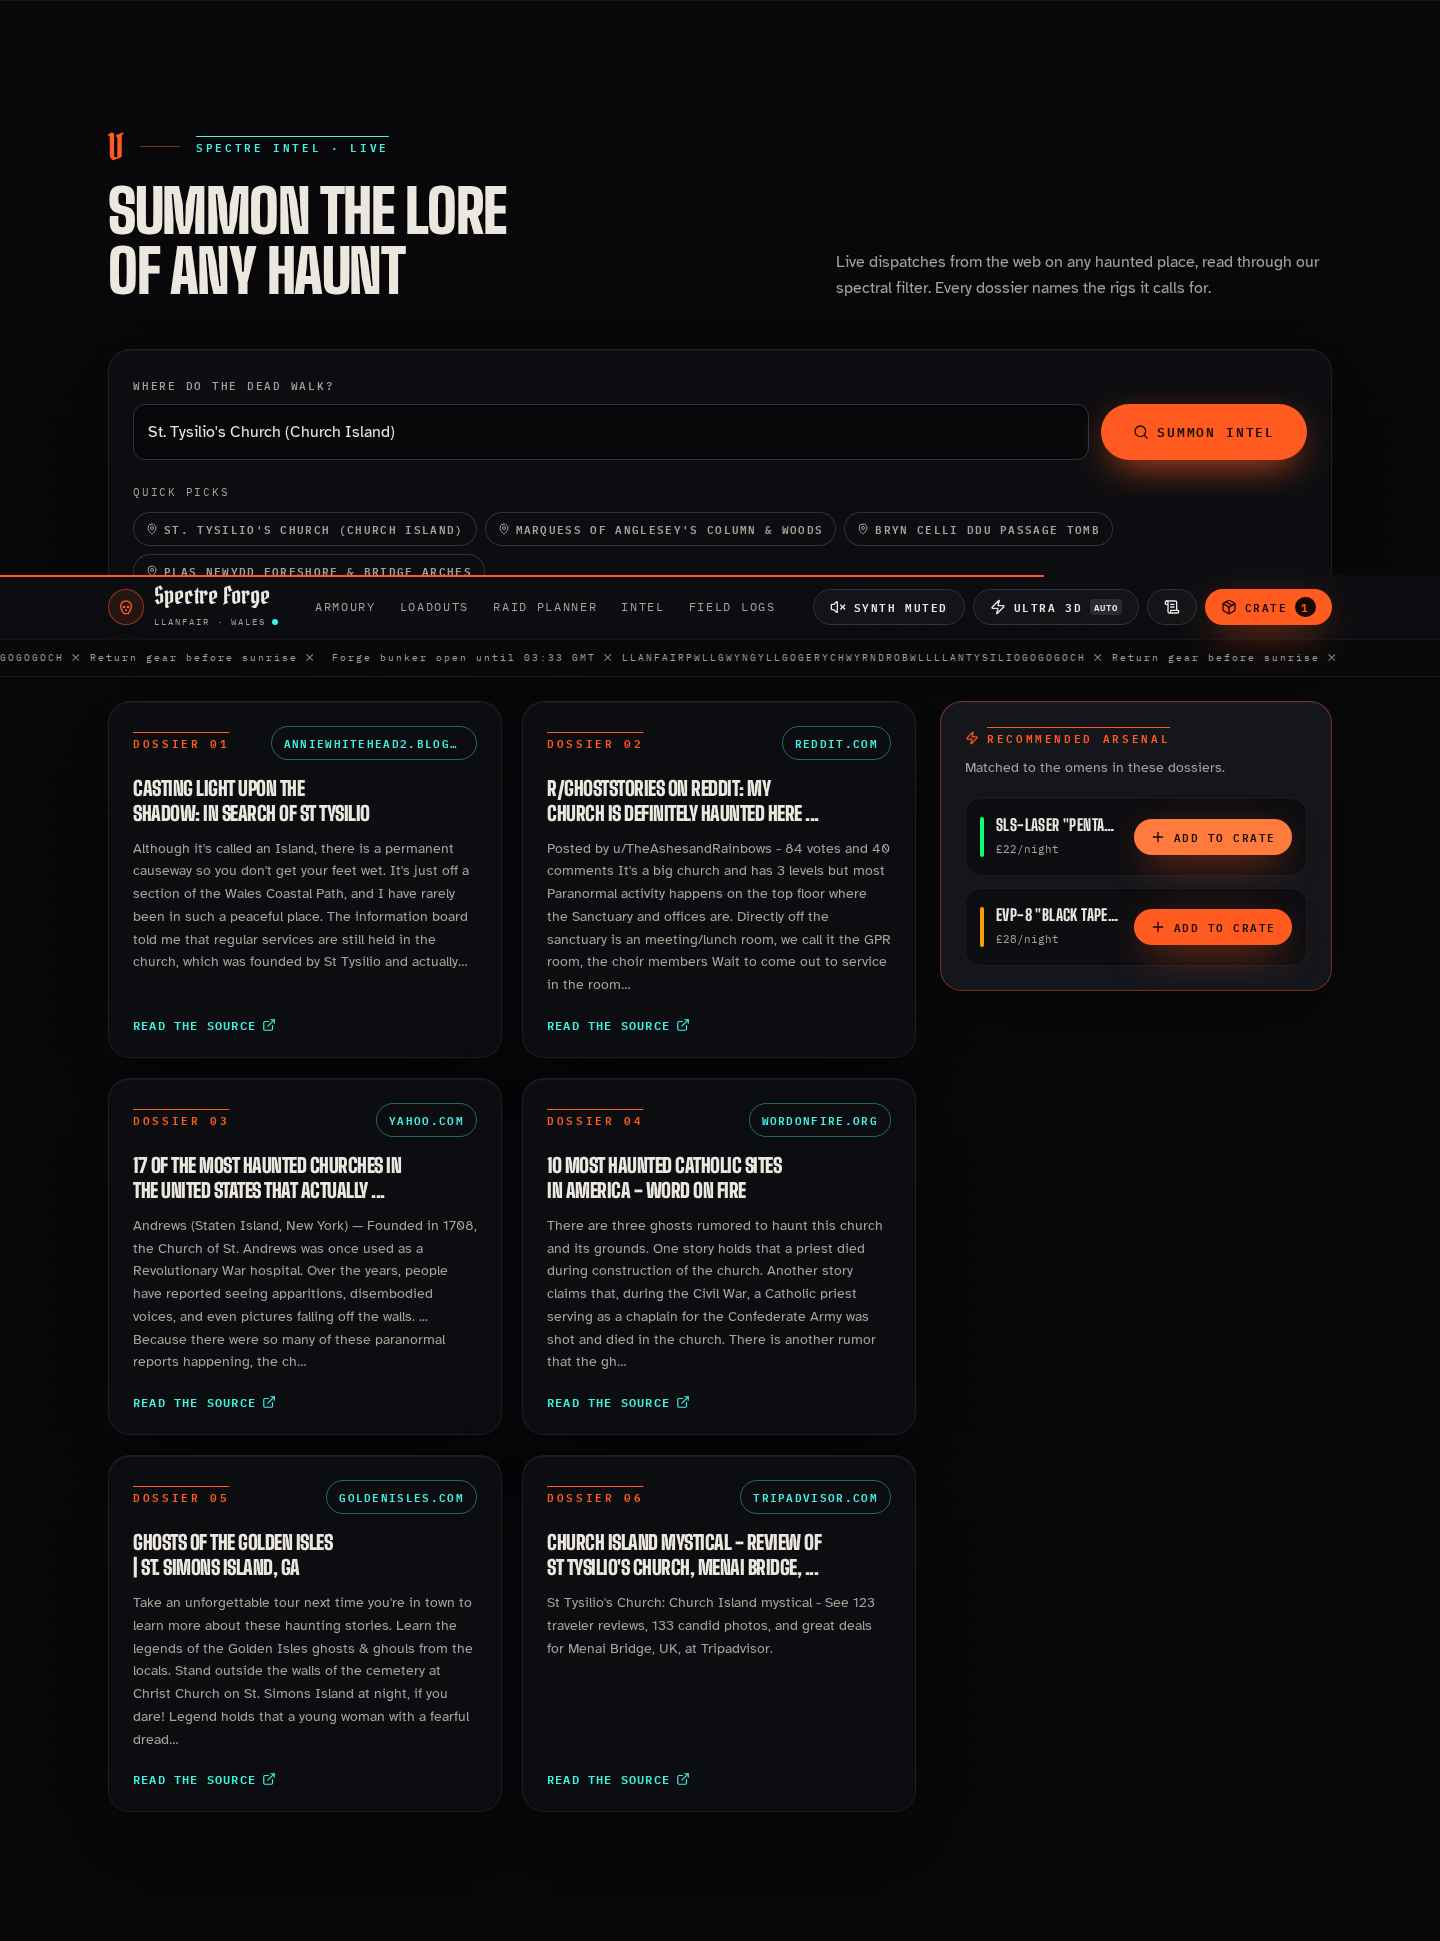 V
SPECTRE INTEL · LIVE
SUMMON THE LORE
OF ANY HAUNT
Live dispatches from the web on any haunted place, read through our
spectral filter. Every dossier names the rigs it calls for.
WHERE DO THE DEAD WALK?
St. Tysilio's Church (Church Island)
SUMMON INTEL
QUICK PICKS
ST. TYSILIO'S CHURCH (CHURCH ISLAND)
MARQUESS OF ANGLESEY'S COLUMN & WOODS
BRYN CELLI DDU PASSAGE TOMB
PLAS NEWYDD FORESHORE & BRIDGE ARCHES
Spectre Forge
LLANFAIR · WALES
ARMOURY
LOADOUTS
RAID PLANNER
INTEL
FIELD LOGS
SYNTH MUTED
ULTRA 3D AUTO
CRATE 1
GOGOGOCH × Return gear before sunrise × Forge bunker open until 03:33 GMT × LLANFAIRPWLLGWYNGYLLGOGERYCHWYRNDROBWLLLLANTYSILIOGOGOGOCH × Return gear before sunrise ×
DOSSIER 01
ANNIEWHITEHEAD2.BLOG…
CASTING LIGHT UPON THE
SHADOW: IN SEARCH OF ST TYSILIO
Although it's called an Island, there is a permanent
causeway so you don't get your feet wet. It's just off a
section of the Wales Coastal Path, and I have rarely
been in such a peaceful place. The information board
told me that regular services are still held in the
church, which was founded by St Tysilio and actually…
READ THE SOURCE
DOSSIER 02
REDDIT.COM
R/GHOSTSTORIES ON REDDIT: MY
CHURCH IS DEFINITELY HAUNTED HERE ...
Posted by u/TheAshesandRainbows - 84 votes and 40
comments It's a big church and has 3 levels but most
Paranormal activity happens on the top floor where
the Sanctuary and offices are. Directly off the
sanctuary is an meeting/lunch room, we call it the GPR
room, the choir members Wait to come out to service
in the room…
READ THE SOURCE
RECOMMENDED ARSENAL
Matched to the omens in these dossiers.
SLS-LASER "PENTA…
£22/night
ADD TO CRATE
EVP-8 "BLACK TAPE…
£28/night
ADD TO CRATE
DOSSIER 03
YAHOO.COM
17 OF THE MOST HAUNTED CHURCHES IN
THE UNITED STATES THAT ACTUALLY ...
Andrews (Staten Island, New York) — Founded in 1708,
the Church of St. Andrews was once used as a
Revolutionary War hospital. Over the years, people
have reported seeing apparitions, disembodied
voices, and even pictures falling off the walls. ...
Because there were so many of these paranormal
reports happening, the ch…
READ THE SOURCE
DOSSIER 04
WORDONFIRE.ORG
10 MOST HAUNTED CATHOLIC SITES
IN AMERICA - WORD ON FIRE
There are three ghosts rumored to haunt this church
and its grounds. One story holds that a priest died
during construction of the church. Another story
claims that, during the Civil War, a Catholic priest
serving as a chaplain for the Confederate Army was
shot and died in the church. There is another rumor
that the gh…
READ THE SOURCE
DOSSIER 05
GOLDENISLES.COM
GHOSTS OF THE GOLDEN ISLES
| ST. SIMONS ISLAND, GA
Take an unforgettable tour next time you're in town to
learn more about these haunting stories. Learn the
legends of the Golden Isles ghosts & ghouls from the
locals. Stand outside the walls of the cemetery at
Christ Church on St. Simons Island at night, if you
dare! Legend holds that a young woman with a fearful
dread…
READ THE SOURCE
DOSSIER 06
TRIPADVISOR.COM
CHURCH ISLAND MYSTICAL - REVIEW OF
ST TYSILIO'S CHURCH, MENAI BRIDGE, ...
St Tysilio's Church: Church Island mystical - See 123
traveler reviews, 133 candid photos, and great deals
for Menai Bridge, UK, at Tripadvisor.
READ THE SOURCE